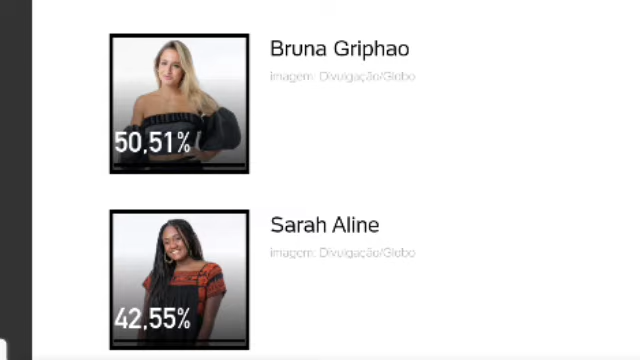 Bruna Griphao
imagem: Divulgação/Globo
50,51%
Sarah Aline
imagem: Divulgação/Globo
42,55%